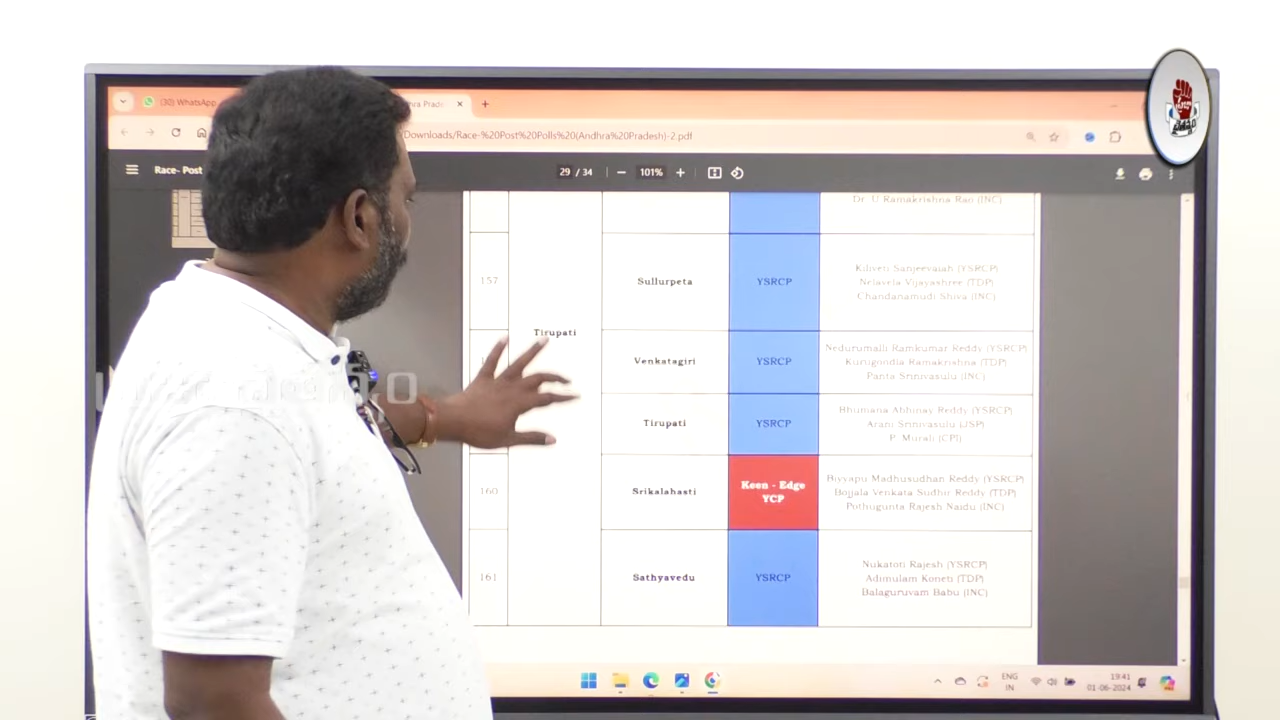 (30) WhatsApp
hra Prade
Downloads/Race-%20Post%20Polls%20(Andhra%20Pradesh)-2.pdf
Race- Post
29 / 34
101%
Dr. U Ramakrishna Rao (INC)
157
Tirupati
Sullurpeta
YSRCP
Kiliveti Sanjeevaiah (YSRCP)
Nelavela Vijayashree (TDP)
Chandanamudi Shiva (INC)
Venkatagiri
YSRCP
Nedurumalli Ramkumar Reddy (YSRCP)
Kurugondla Ramakrishna (TDP)
Panta Srinivasulu (INC)
Tirupati
YSRCP
Bhumana Abhinay Reddy (YSRCP)
Arani Srinivasulu (JSP)
P. Murali (CPI)
160
Srikalahasti
Keen - Edge
YCP
Biyyapu Madhusudhan Reddy (YSRCP)
Bojjala Venkata Sudhir Reddy (TDP)
Pothugunta Rajesh Naidu (INC)
161
Sathyavedu
YSRCP
Nukatoti Rajesh (YSRCP)
Adimulam Koneti (TDP)
Balaguruvam Babu (INC)
ENG
IN
19:41
01-06-2024